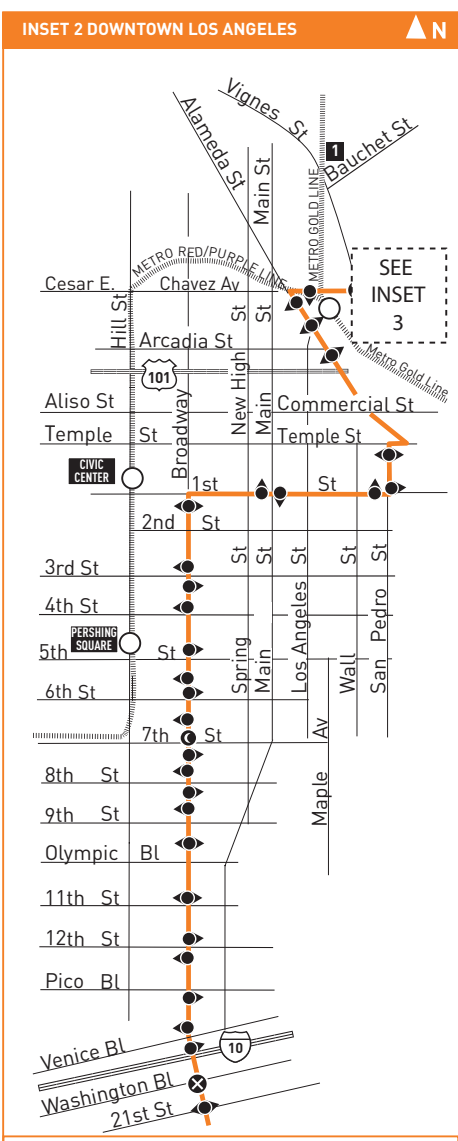 INSET 2 DOWNTOWN LOS ANGELES
N
Vignes St
Alameda St
Main St
1
Bauchet St
METRO GOLD LINE
METRO RED/PURPLE LINE
Cesar E. Chavez Av
SEE
INSET
3
Hill St
Arcadia St
Metro Gold Line
101
Broadway
New High St
Main St
Aliso St
Commercial St
Temple St
Temple St
CIVIC
CENTER
1st St
2nd St
3rd St
4th St
Spring St
Main St
Los Angeles St
Wall St
San Pedro St
PERSHING
SQUARE
5th St
6th St
7th St
Maple Av
8th St
9th St
Olympic Bl
11th St
12th St
Pico Bl
Venice Bl
10
Washington Bl
21st St